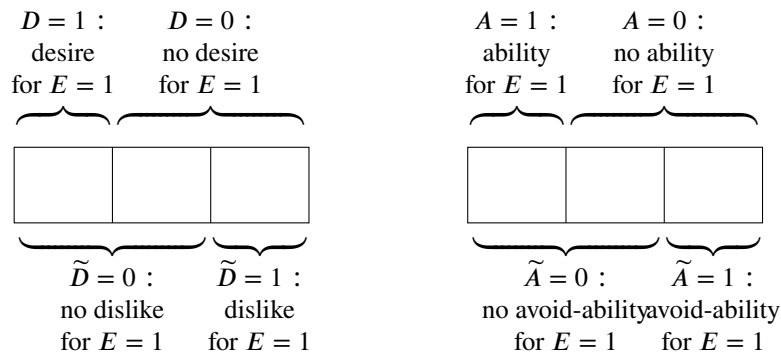 D = 1 : D = 0 : A = 1 : A = 0 :
desire no desire ability no ability
for E = 1 for E = 1 for E = 1 for E = 1
D̃ = 0 : D̃ = 1 : Ã = 0 : Ã = 1 :
no dislike dislike no avoid-ability avoid-ability
for E = 1 for E = 1 for E = 1 for E = 1